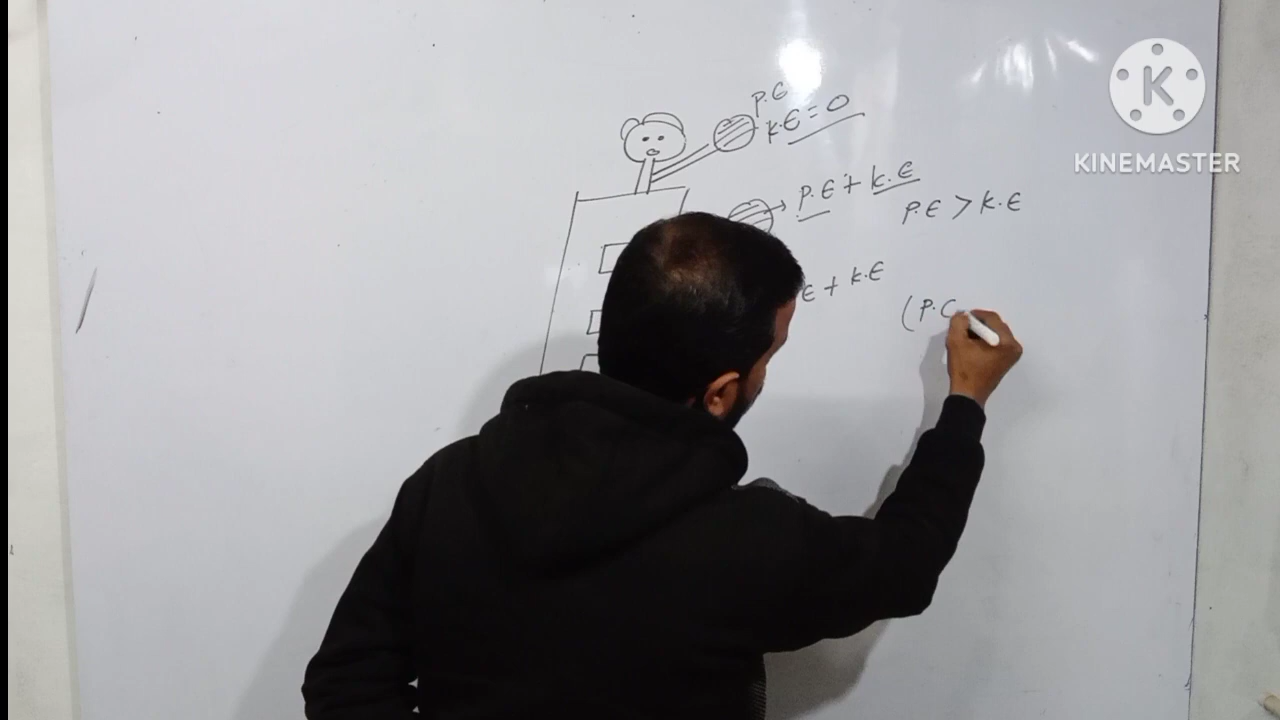 P.E
K.E = 0
P.E + K.E
P.E > K.E
E + K.E
(P.E
K
KINEMASTER